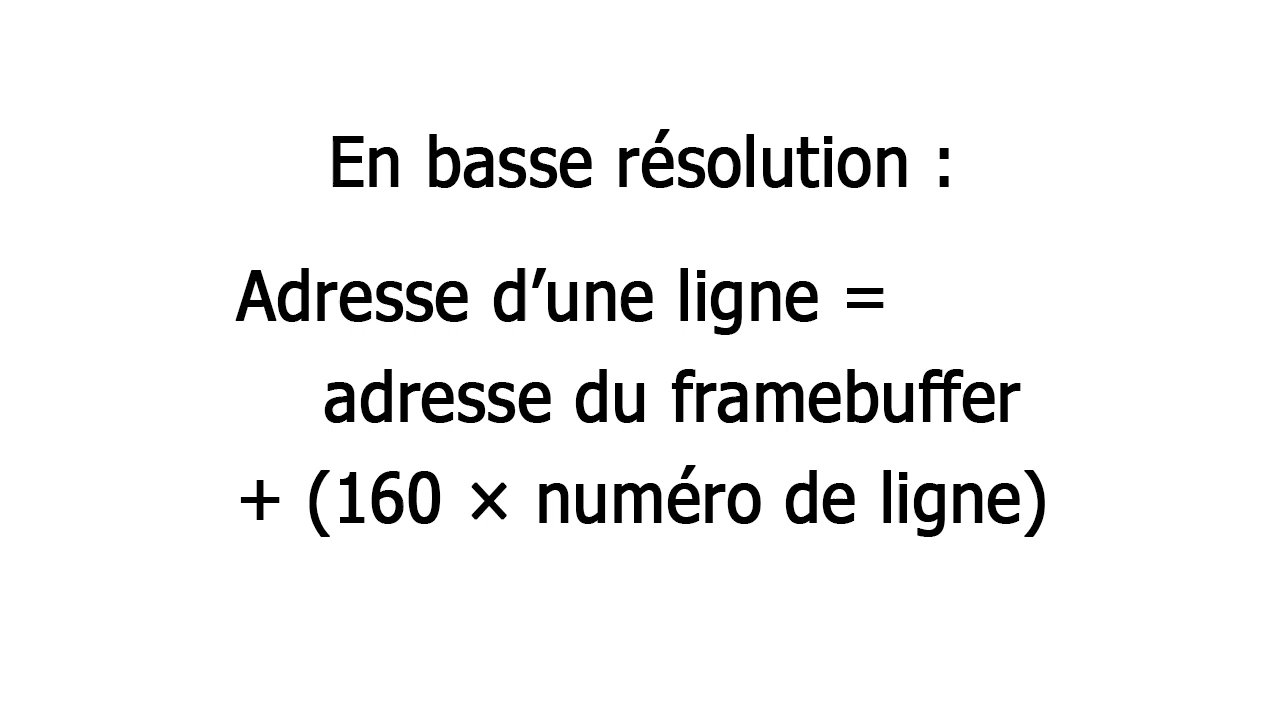 En basse résolution :
Adresse d’une ligne =
adresse du framebuffer
+ (160 × numéro de ligne)